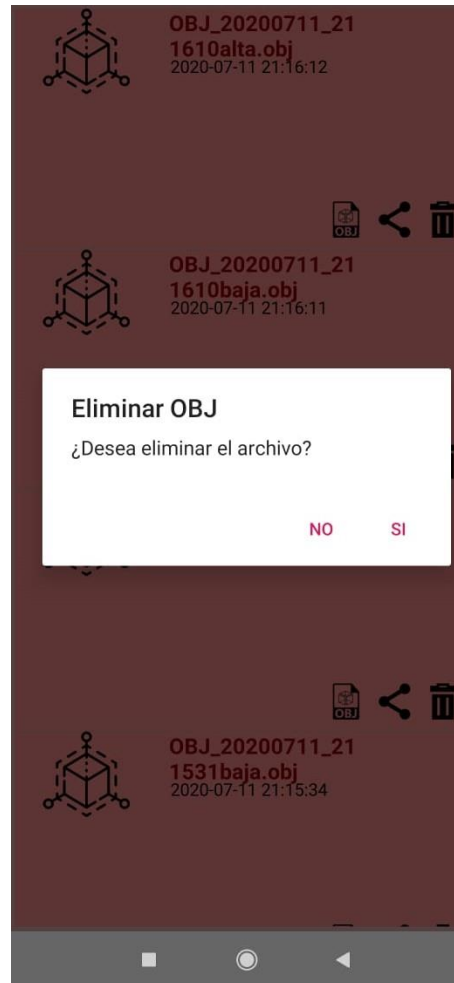 OBJ_20200711_21
1610alta.obj
2020-07-11 21:16:12
OBJ
OBJ_20200711_21
1610baja.obj
2020-07-11 21:16:11
Eliminar OBJ
¿Desea eliminar el archivo?
NO SI
OBJ
OBJ_20200711_21
1531baja.obj
2020-07-11 21:15:34